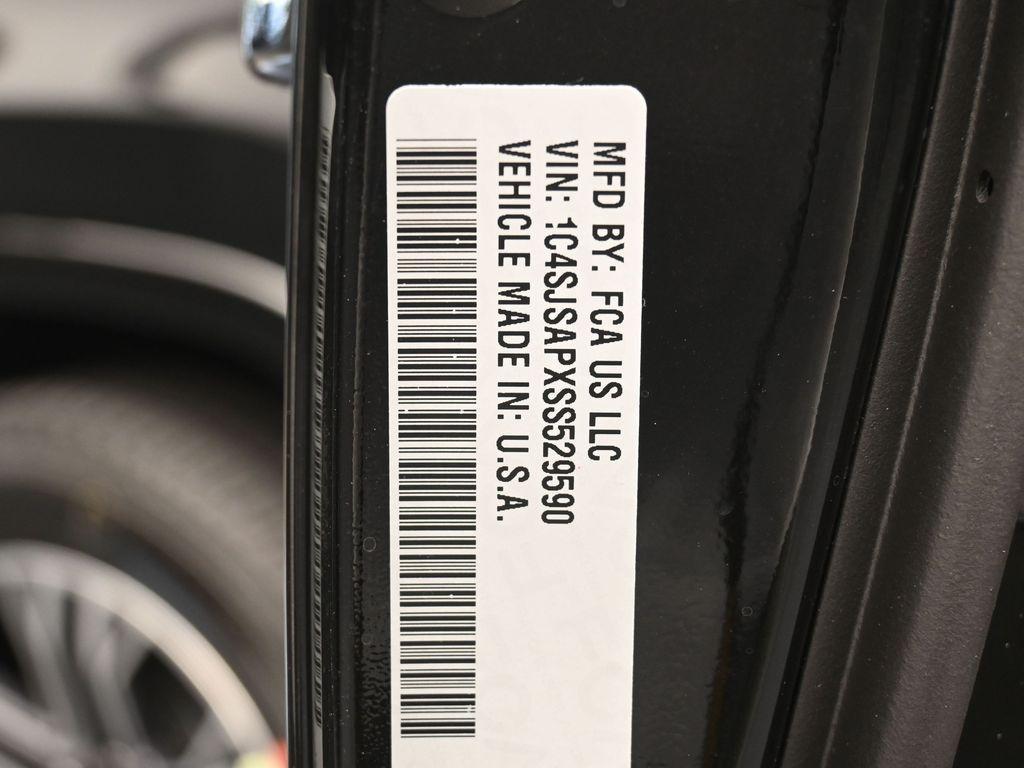 MFD BY: FCA US LLC
VIN: 1C4SJSAPXSS529590
VEHICLE MADE IN: U.S.A.